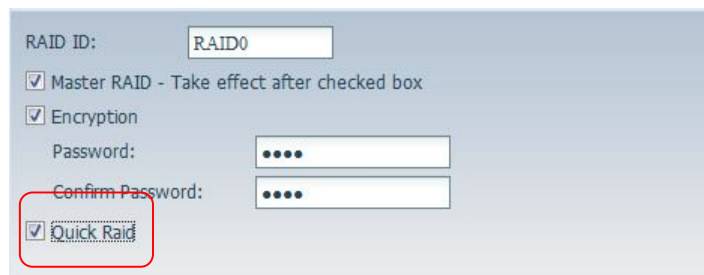 RAID ID: RAID0
Master RAID - Take effect after checked box
Encryption
Password: ●●●●
Confirm Password: ●●●●
Quick Raid